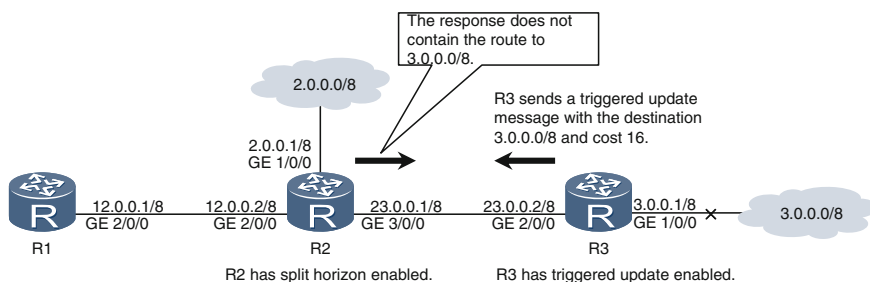 The response does not
contain the route to
3.0.0.0/8.
2.0.0.0/8
R3 sends a triggered update
message with the destination
3.0.0.0/8 and cost 16.
2.0.0.1/8
GE 1/0/0
R
12.0.0.1/8
GE 2/0/0
12.0.0.2/8
GE 2/0/0
R
23.0.0.1/8
GE 3/0/0
23.0.0.2/8
GE 2/0/0
R
3.0.0.1/8
GE 1/0/0
3.0.0.0/8
R1
R2
R3
R2 has split horizon enabled.
R3 has triggered update enabled.